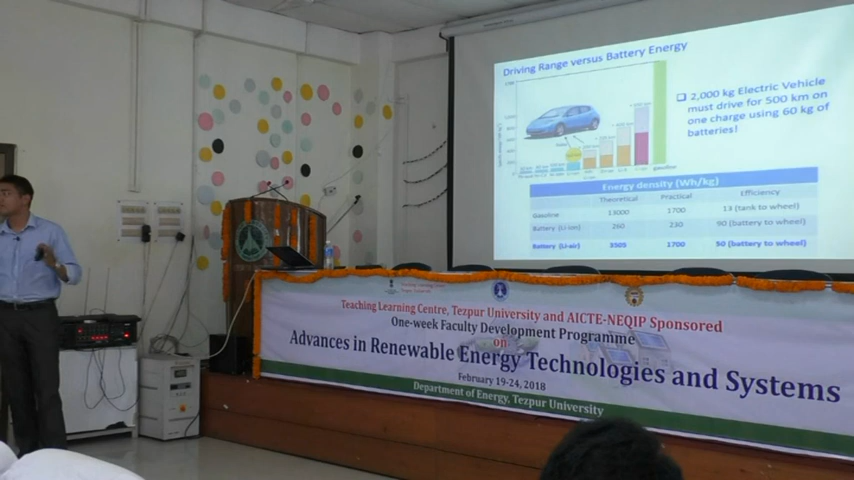 Driving Range versus Battery Energy
2,000 kg Electric Vehicle
must drive for 500 km on
one charge using 60 kg of
batteries!
gasoline
Energy density (Wh/kg)
Theoretical Practical Efficiency
Gasoline 13000 1700 13 (tank to wheel)
Battery (Li-ion) 260 230 90 (battery to wheel)
Battery (Li-air) 3505 1700 50 (battery to wheel)
Teaching Learning Centre, Tezpur University and AICTE-NEQIP Sponsored
One-week Faculty Development Programme
on
Advances in Renewable Energy Technologies and Systems
February 19-24, 2018
Department of Energy, Tezpur University